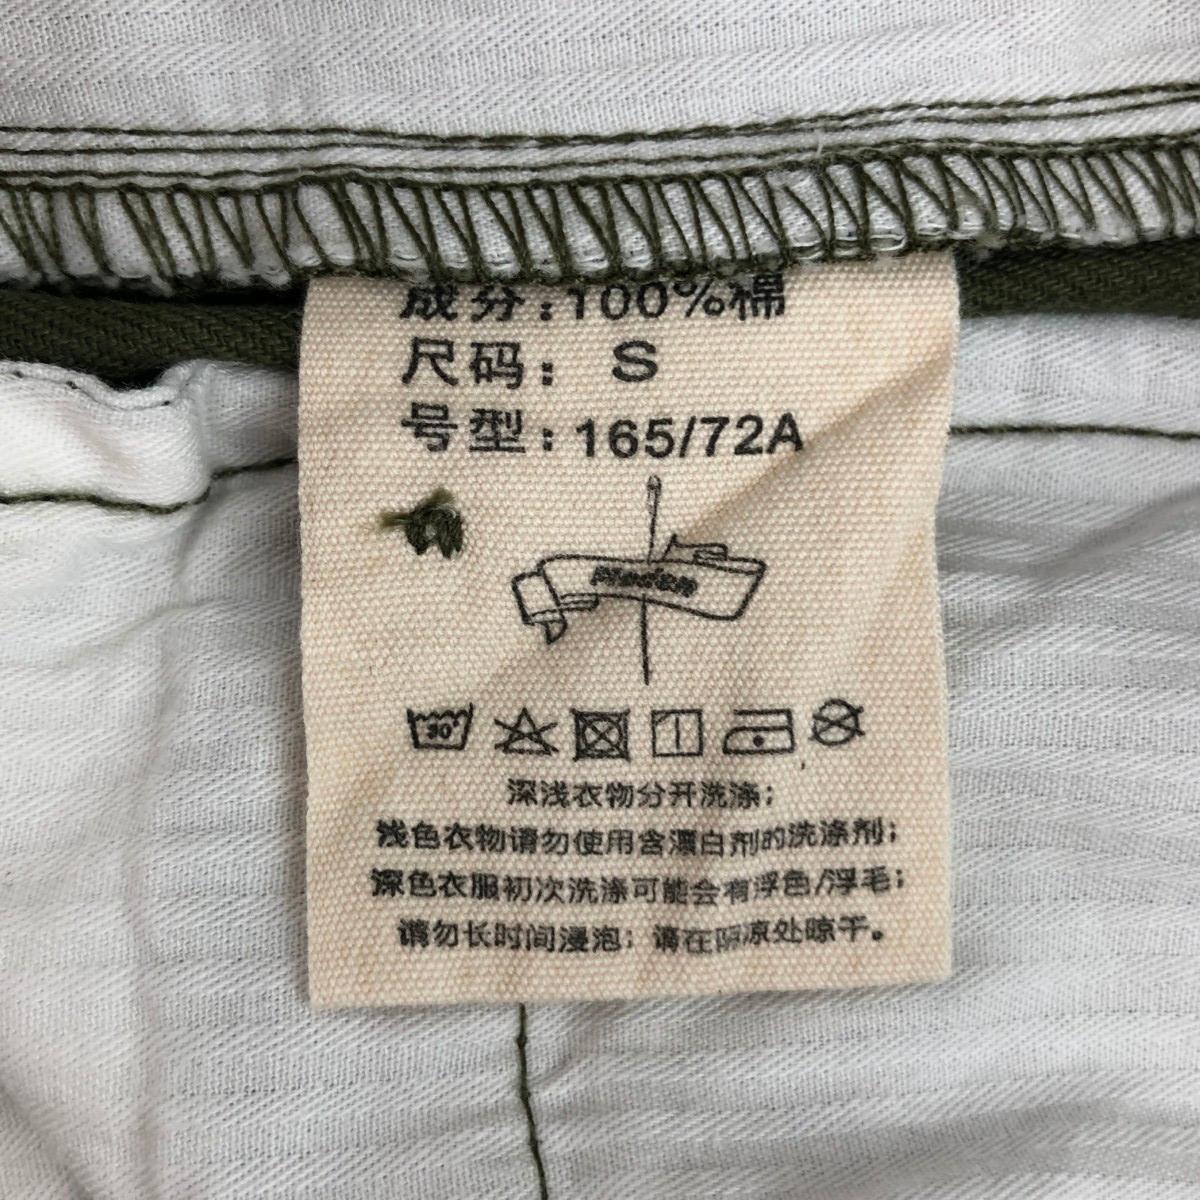 成分:100%棉
尺码: S
号型:165/72A
深浅衣物分开洗涤;
浅色衣物请勿使用含漂白剂的洗涤剂;
深色衣服初次洗涤可能会有浮色/浮毛;
请勿长时间浸泡;请在阴凉处晾干。